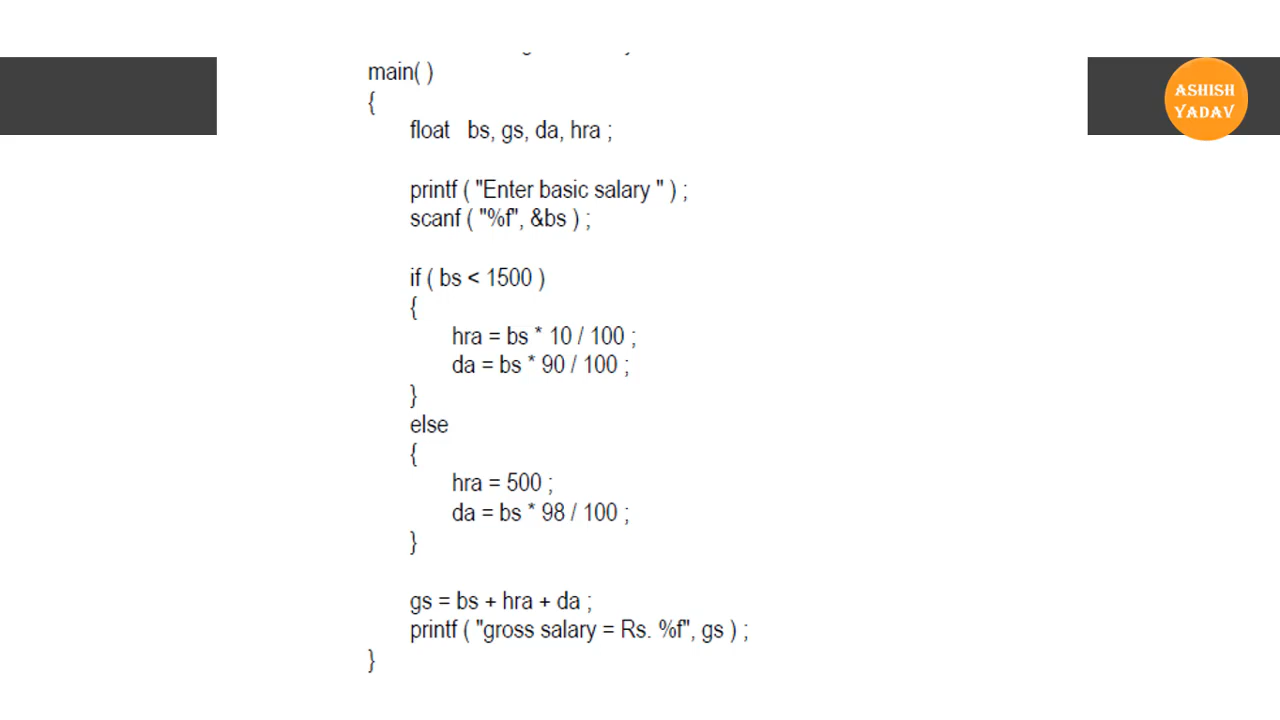 main( )
{
float bs, gs, da, hra ;
printf ( "Enter basic salary " ) ;
scanf ( "%f", &bs ) ;
if ( bs < 1500 )
{
hra = bs * 10 / 100 ;
da = bs * 90 / 100 ;
}
else
{
hra = 500 ;
da = bs * 98 / 100 ;
}
gs = bs + hra + da ;
printf ( "gross salary = Rs. %f", gs ) ;
}
ASHISH
YADAV